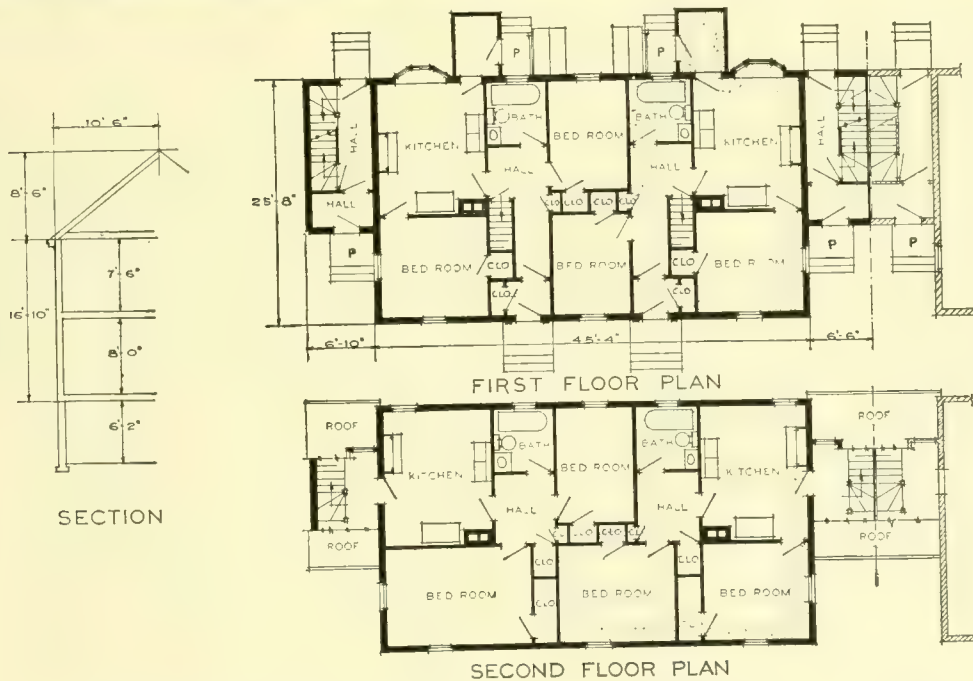 10'-6"
8'-6"
7'-6"
16'-10"
8'-0"
6'-2"
SECTION
P
P
HALL
KITCHEN
BATH
BED ROOM
BATH
KITCHEN
HALL
HALL
HALL
HALL
25'-8"
CLO
CLO
CLO
CLO
P
BED ROOM
CLO
BED ROOM
CLO
BED ROOM
P
P
CLO
CLO
6'-10"
45'-4"
6'-6"
FIRST FLOOR PLAN
ROOF
KITCHEN
BATH
BED ROOM
BATH
KITCHEN
ROOF
HALL
HALL
CLO
CLO
ROOF
ROOF
CLO
CLO
BED ROOM
CLO
BED ROOM
BED ROOM
SECOND FLOOR PLAN